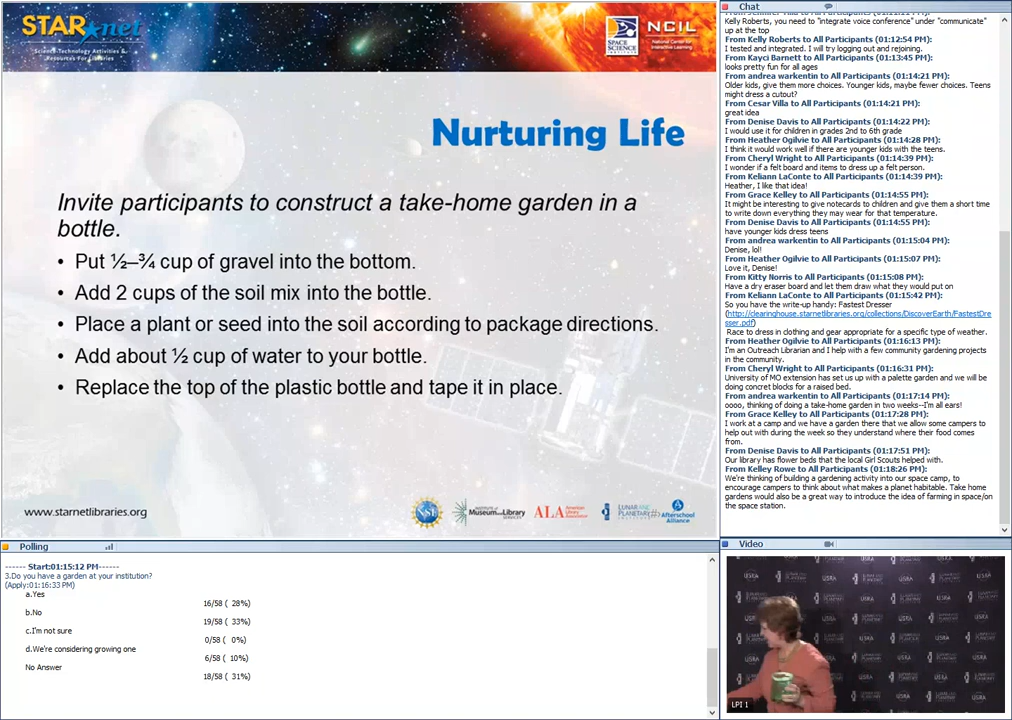 STAR net
Science-Technology Activities &
Resources For Libraries
SPACE
SCIENCE
INSTITUTE
NCIL
National Center for
Interactive Learning
Nurturing Life
Invite participants to construct a take-home garden in a
bottle.
• Put ½–¾ cup of gravel into the bottom.
• Add 2 cups of the soil mix into the bottle.
• Place a plant or seed into the soil according to package directions.
• Add about ½ cup of water to your bottle.
• Replace the top of the plastic bottle and tape it in place.
www.starnetlibraries.org
NSF
INSTITUTE of
Museum and Library
SERVICES
ALA American
Library
Association
LUNAR AND
PLANETARY
INSTITUTE
Afterschool
Alliance
Polling
------ Start:01:15:12 PM------
3.Do you have a garden at your institution?
(Apply:01:16:33 PM)
a.Yes
16/58 ( 28%)
b.No
19/58 ( 33%)
c.I'm not sure
0/58 ( 0%)
d.We're considering growing one
6/58 ( 10%)
No Answer
18/58 ( 31%)
Chat
Kelly Roberts, you need to "integrate voice conference" under "communicate"
up at the top
From Kelly Roberts to All Participants (01:12:54 PM):
I tested and integrated. I will try logging out and rejoining.
From Kayci Barnett to All Participants (01:13:45 PM):
looks pretty fun for all ages
From andrea warkentin to All Participants (01:14:21 PM):
Older kids, give them more choices. Younger kids, maybe fewer choices. Teens
might dress a cutout?
From Cesar Villa to All Participants (01:14:21 PM):
great idea
From Denise Davis to All Participants (01:14:22 PM):
I would use it for children in grades 2nd to 6th grade
From Heather Ogilvie to All Participants (01:14:28 PM):
I think it would work well if there are younger kids with the teens.
From Cheryl Wright to All Participants (01:14:39 PM):
I wonder if a felt board and items to dress up a felt person.
From Keliann LaConte to All Participants (01:14:39 PM):
Heather, I like that idea!
From Grace Kelley to All Participants (01:14:55 PM):
It might be interesting to give notecards to children and give them a short time
to write down everything they may wear for that temperature.
From Denise Davis to All Participants (01:14:55 PM):
have younger kids dress teens
From andrea warkentin to All Participants (01:15:04 PM):
Denise, lol!
From Heather Ogilvie to All Participants (01:15:07 PM):
Love it, Denise!
From Kitty Norris to All Participants (01:15:08 PM):
Have a dry eraser board and let them draw what they would put on
From Keliann LaConte to All Participants (01:15:42 PM):
So you have the write-up handy: Fastest Dresser
(http://clearinghouse.starnetlibraries.org/collections/DiscoverEarth/FastestDre
sser.pdf)
Race to dress in clothing and gear appropriate for a specific type of weather.
From Heather Ogilvie to All Participants (01:16:13 PM):
I'm an Outreach Librarian and I help with a few community gardening projects
in the community.
From Cheryl Wright to All Participants (01:16:31 PM):
University of MO extension has set us up with a palette garden and we will be
doing concret blocks for a raised bed.
From andrea warkentin to All Participants (01:17:14 PM):
oooo, thinking of doing a take-home garden in two weeks--I'm all ears!
From Grace Kelley to All Participants (01:17:28 PM):
I work at a camp and we have a garden there that we allow some campers to
help out with during the week so they understand where their food comes
from.
From Denise Davis to All Participants (01:17:51 PM):
Our library has flower beds that the local Girl Scouts helped with.
From Kelley Rowe to All Participants (01:18:26 PM):
We're thinking of building a gardening activity into our space camp, to
encourage campers to think about what makes a planet habitable. Take home
gardens would also be a great way to introduce the idea of farming in space/on
the space station.
Video
USRA
LPI 1